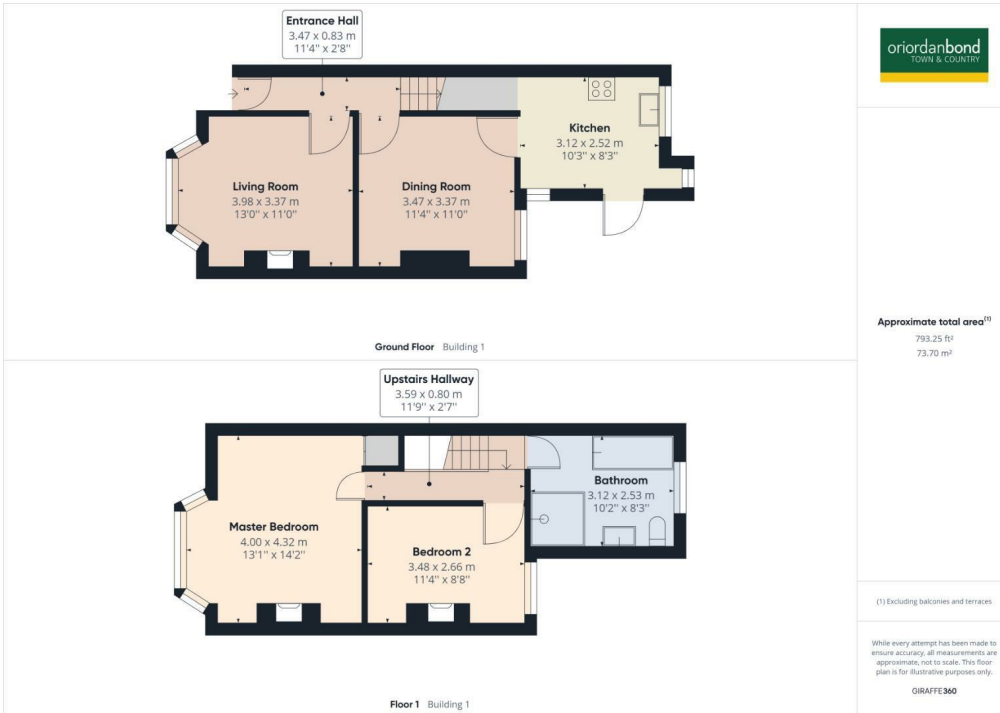 Entrance Hall
3.47 x 0.83 m
11'4" x 2'8"
Kitchen
3.12 x 2.52 m
10'3" x 8'3"
Living Room
3.98 x 3.37 m
13'0" x 11'0"
Dining Room
3.47 x 3.37 m
11'4" x 11'0"
Ground Floor Building 1
Upstairs Hallway
3.59 x 0.80 m
11'9" x 2'7"
Bathroom
3.12 x 2.53 m
10'2" x 8'3"
Master Bedroom
4.00 x 4.32 m
13'1" x 14'2"
Bedroom 2
3.48 x 2.66 m
11'4" x 8'8"
Floor 1 Building 1
oriordanbond
TOWN & COUNTRY
Approximate total area(1)
793.25 ft²
73.70 m²
(1) Excluding balconies and terraces
While every attempt has been made to
ensure accuracy, all measurements are
approximate, not to scale. This floor
plan is for illustrative purposes only.
GIRAFFE360